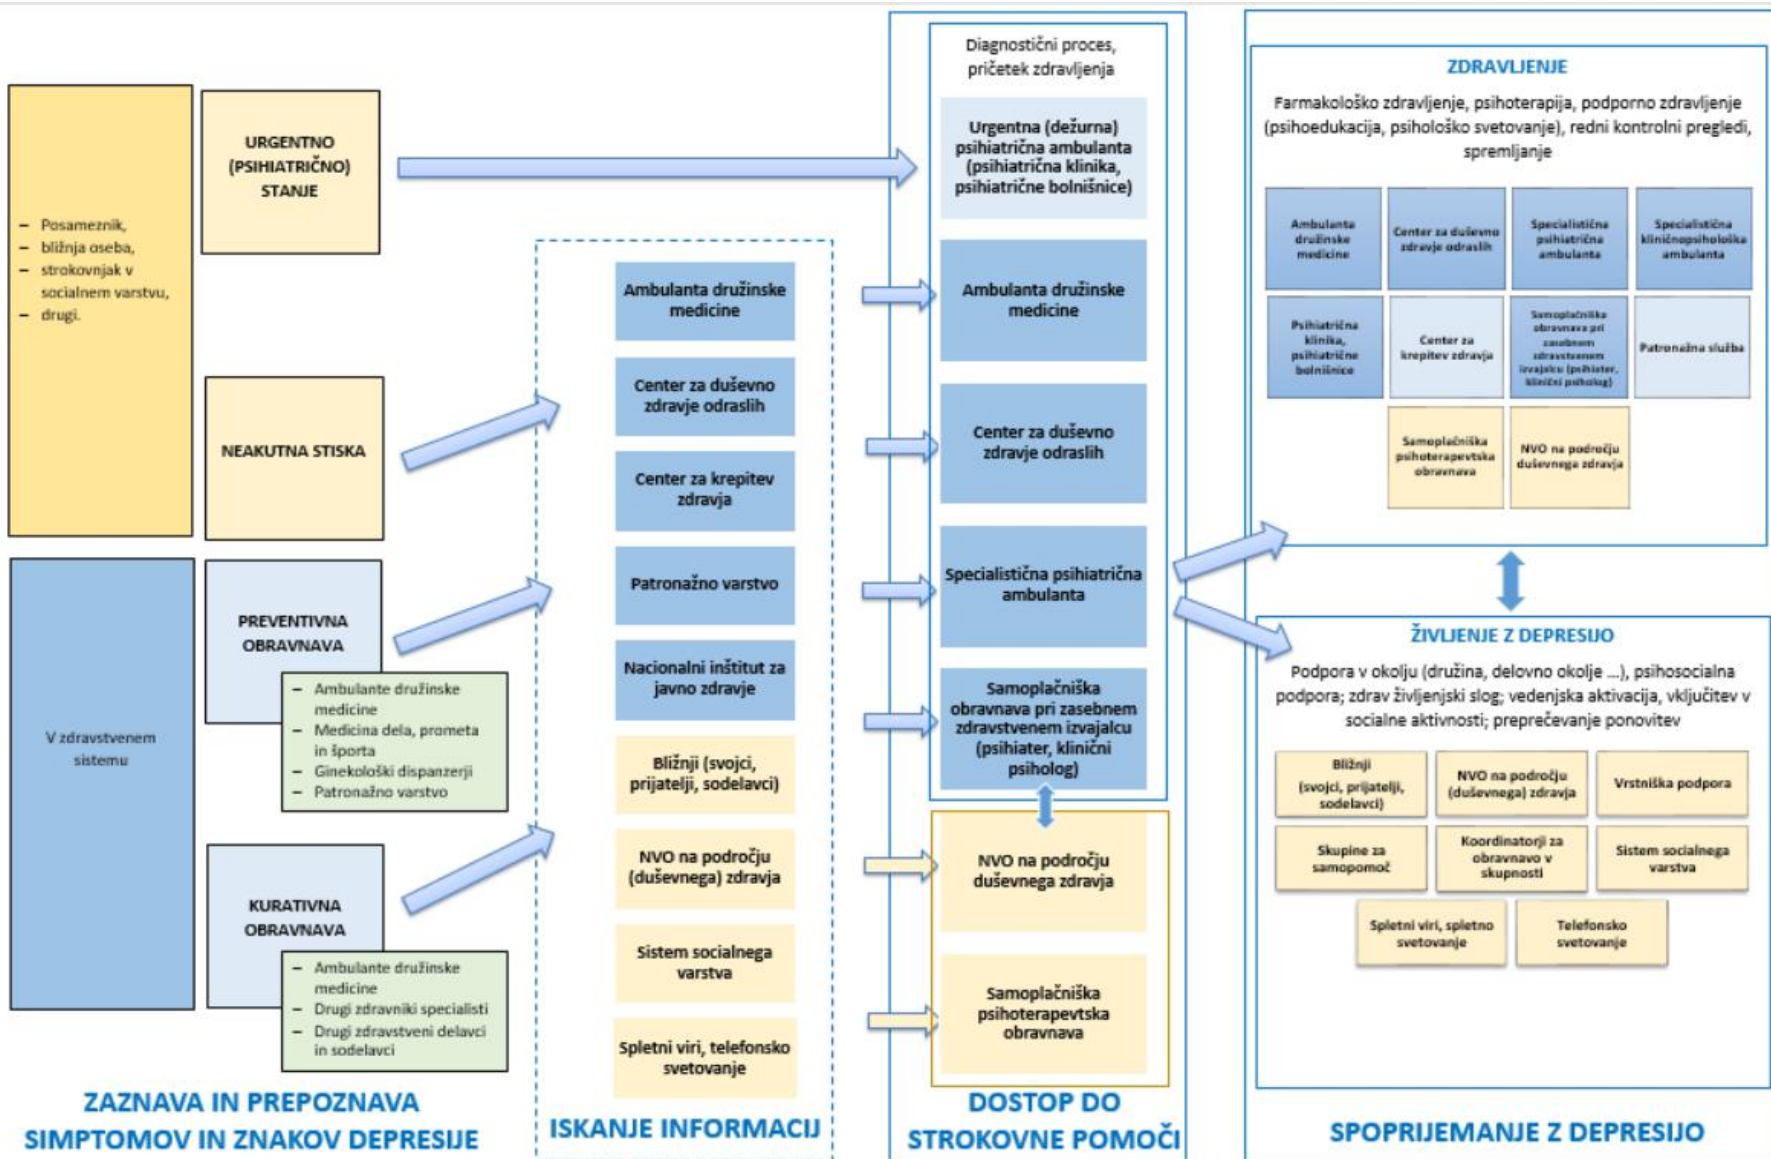 – Posameznik,
– bližnja oseba,
– strokovnjak v
socialnem varstvu,
– drugi.
V zdravstvenem
sistemu
URGENTNO
(PSIHIATRIČNO)
STANJE
NEAKUTNA STISKA
PREVENTIVNA
OBRAVNAVA
– Ambulante družinske
medicine
– Medicina dela, prometa
in športa
– Ginekološki dispanzerji
– Patronažno varstvo
KURATIVNA
OBRAVNAVA
– Ambulante družinske
medicine
– Drugi zdravniki specialisti
– Drugi zdravstveni delavci
in sodelavci
ZAZNAVA IN PREPOZNAVA
SIMPTOMOV IN ZNAKOV DEPRESIJE
Ambulanta družinske
medicine
Center za duševno
zdravje odraslih
Center za krepitev
zdravja
Patronažno varstvo
Nacionalni inštitut za
javno zdravje
Bližnji (svojci,
prijatelji, sodelavci)
NVO na področju
(duševnega) zdravja
Sistem socialnega
varstva
Spletni viri, telefonsko
svetovanje
ISKANJE INFORMACIJ
Diagnostični proces,
pričetek zdravljenja
Urgentna (dežurna)
psihiatrična ambulanta
(psihiatrična klinika,
psihiatrične bolnišnice)
Ambulanta družinske
medicine
Center za duševno
zdravje odraslih
Specialistična psihiatrična
ambulanta
Samoplačniška
obravnava pri zasebnem
zdravstvenem izvajalcu
(psihiater, klinični
psiholog)
NVO na področju
duševnega zdravja
Samoplačniška
psihoterapevtska
obravnava
DOSTOP DO
STROKOVNE POMOČI
ZDRAVLJENJE
Farmakološko zdravljenje, psihoterapija, podporno zdravljenje
(psihoedukacija, psihološko svetovanje), redni kontrolni pregledi,
spremljanje
Ambulanta
družinske
medicine
Center za duševno
zdravje odraslih
Specialistična
psihiatrična
ambulanta
Specialistična
kliničnopsihološka
ambulanta
Psihiatrična
klinika,
psihiatrične
bolnišnice
Center za
krepitev zdravja
Samoplačniška
obravnava pri
zasebnem
zdravstvenem
izvajalcu (psihiater,
klinični psiholog)
Patronažna služba
Samoplačniška
psihoterapevtska
obravnava
NVO na področju
duševnega zdravja
ŽIVLJENJE Z DEPRESIJO
Podpora v okolju (družina, delovno okolje ...), psihosocialna
podpora; zdrav življenjski slog; vedenjska aktivacija, vključitev v
socialne aktivnosti; preprečevanje ponovitev
Bližnji
(svojci, prijatelji,
sodelavci)
NVO na področju
(duševnega) zdravja
Vrstniška podpora
Skupine za
samopomoč
Koordinatorji za
obravnavo v
skupnosti
Sistem socialnega
varstva
Spletni viri, spletno
svetovanje
Telefonsko
svetovanje
SPOPRIJEMANJE Z DEPRESIJO